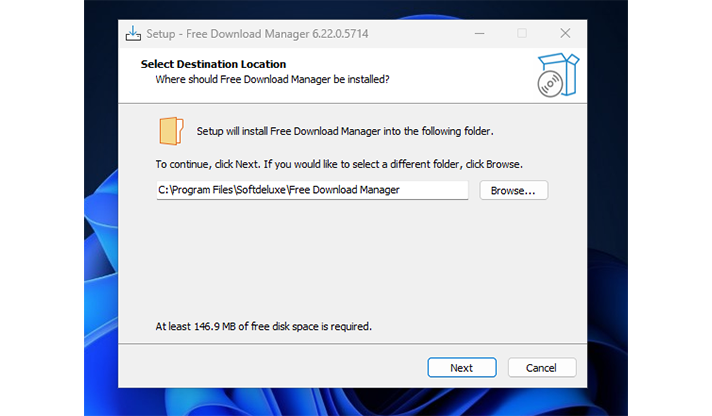 Setup - Free Download Manager 6.22.0.5714
Select Destination Location
Where should Free Download Manager be installed?
Setup will install Free Download Manager into the following folder.
To continue, click Next. If you would like to select a different folder, click Browse.
C:\Program Files\Softdeluxe\Free Download Manager
Browse...
At least 146.9 MB of free disk space is required.
Next
Cancel